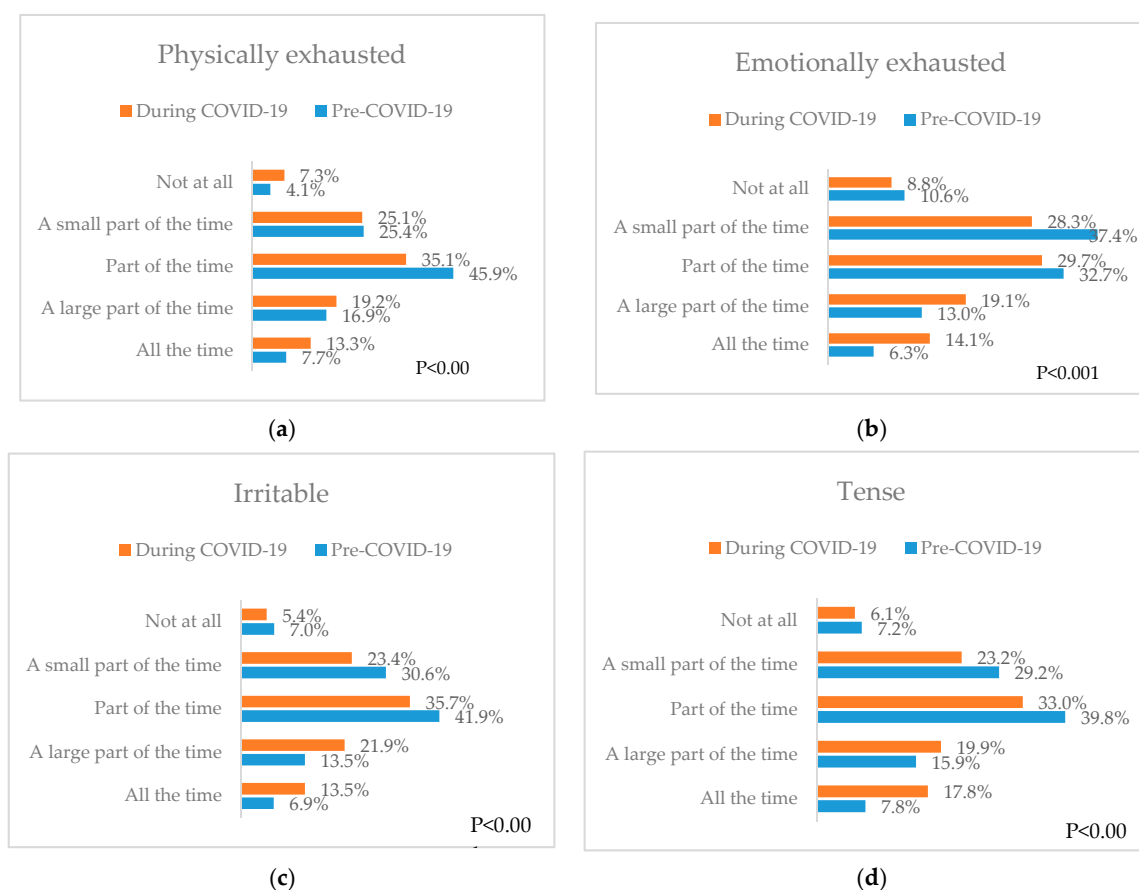 Physically exhausted
During COVID-19 Pre-COVID-19
Not at all 7.3%
4.1%
A small part of the time 25.1%
25.4%
Part of the time 35.1%
45.9%
A large part of the time 19.2%
16.9%
All the time 13.3%
7.7%
P<0.00
(a)
Emotionally exhausted
During COVID-19 Pre-COVID-19
Not at all 8.8%
10.6%
A small part of the time 28.3%
37.4%
Part of the time 29.7%
32.7%
A large part of the time 19.1%
13.0%
All the time 14.1%
6.3%
P<0.001
(b)
Irritable
During COVID-19 Pre-COVID-19
Not at all 5.4%
7.0%
A small part of the time 23.4%
30.6%
Part of the time 35.7%
41.9%
A large part of the time 21.9%
13.5%
All the time 13.5%
6.9%
P<0.00
(c)
Tense
During COVID-19 Pre-COVID-19
Not at all 6.1%
7.2%
A small part of the time 23.2%
29.2%
Part of the time 33.0%
39.8%
A large part of the time 19.9%
15.9%
All the time 17.8%
7.8%
P<0.00
(d)